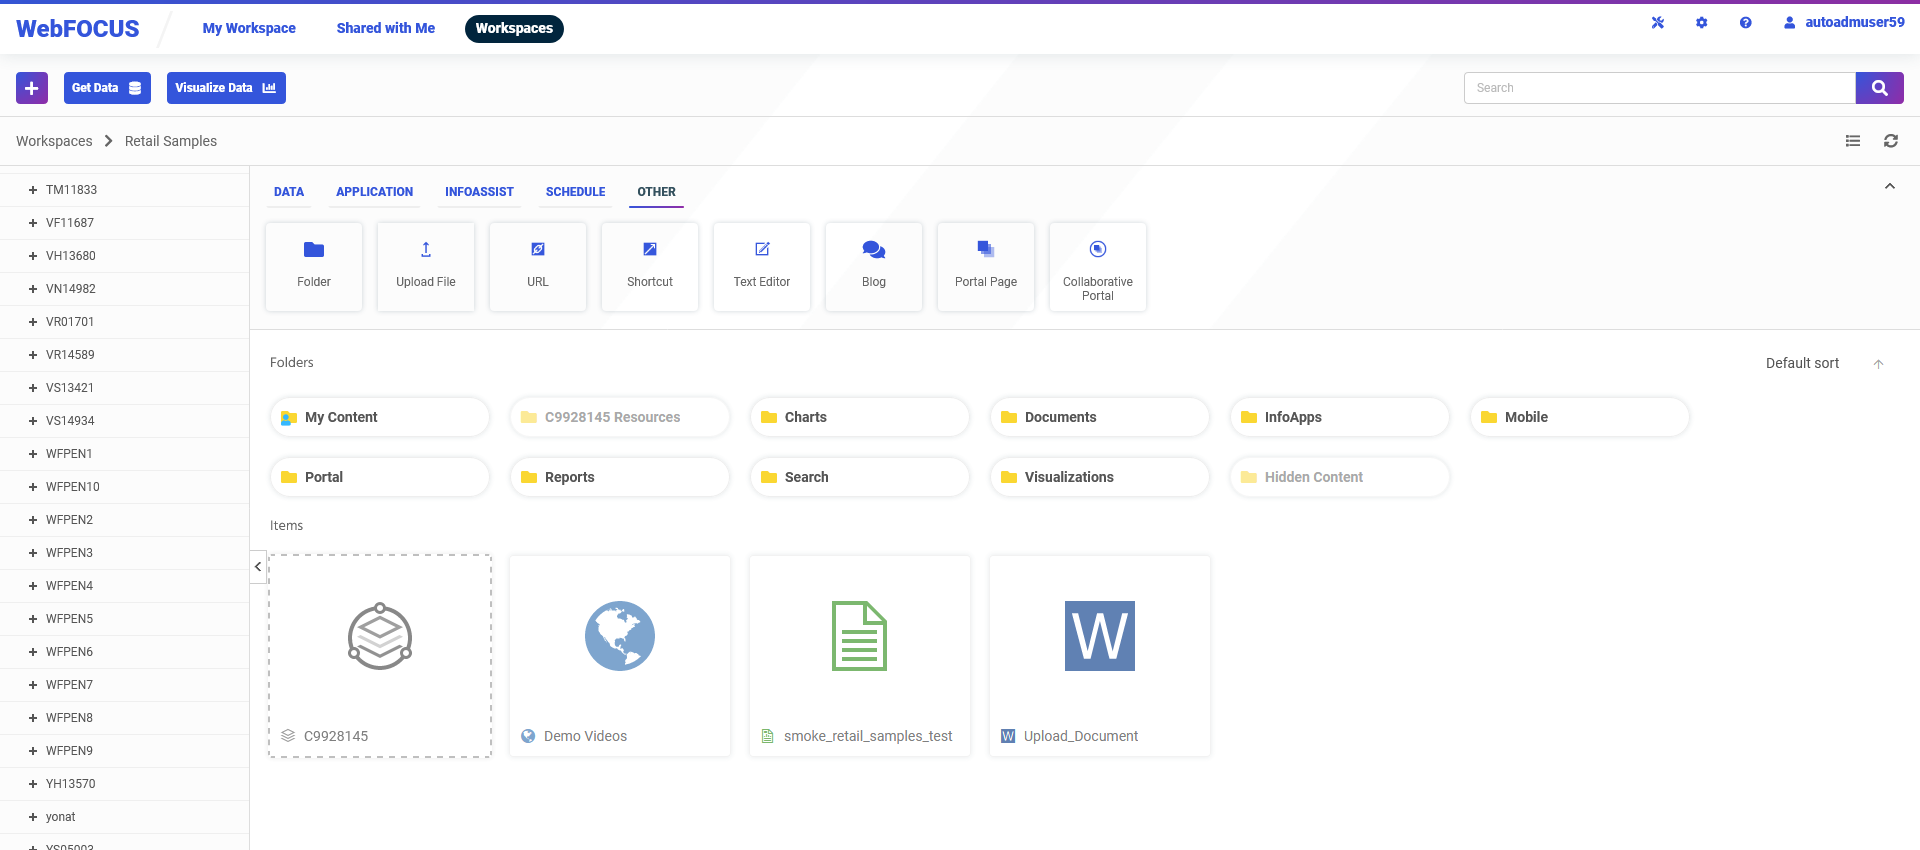 WebFOCUS
My Workspace
Shared with Me
Workspaces
autoadmuser59
Get Data
Visualize Data
Search
Workspaces
Retail Samples
TM11833
VF11687
VH13680
VN14982
VR01701
VR14589
VS13421
VS14934
WFPEN1
WFPEN10
WFPEN2
WFPEN3
WFPEN4
WFPEN5
WFPEN6
WFPEN7
WFPEN8
WFPEN9
YH13570
yonat
DATA
APPLICATION
INFOASSIST
SCHEDULE
OTHER
Folder
Upload File
URL
Shortcut
Text Editor
Blog
Portal Page
Collaborative
Portal
Folders
Default sort
My Content
C9928145 Resources
Charts
Documents
InfoApps
Mobile
Portal
Reports
Search
Visualizations
Hidden Content
Items
W
C9928145
Demo Videos
smoke_retail_samples_test
W Upload_Document